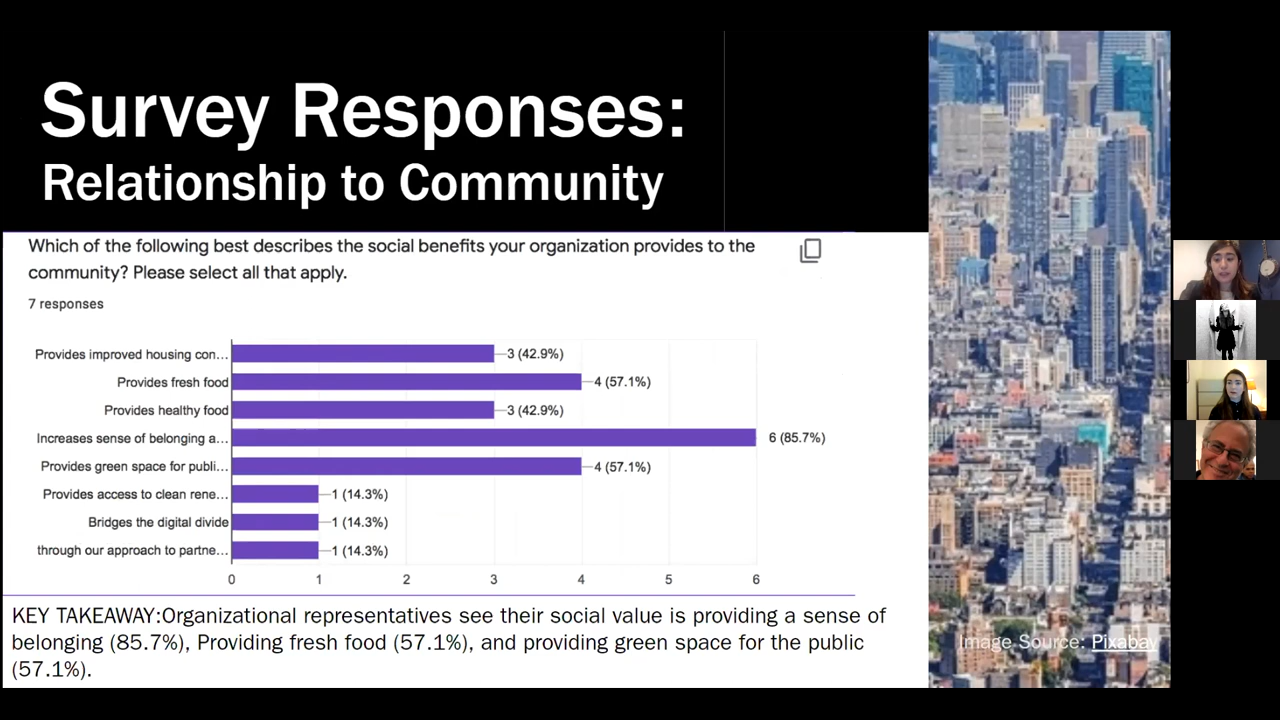 Survey Responses:
Relationship to Community
Which of the following best describes the social benefits your organization provides to the
community? Please select all that apply.
7 responses
Provides improved housing con... 3 (42.9%)
Provides fresh food 4 (57.1%)
Provides healthy food 3 (42.9%)
Increases sense of belonging a... 6 (85.7%)
Provides green space for publi... 4 (57.1%)
Provides access to clean rene... 1 (14.3%)
Bridges the digital divide 1 (14.3%)
through our approach to partne... 1 (14.3%)
0 1 2 3 4 5 6
KEY TAKEAWAY:Organizational representatives see their social value is providing a sense of
belonging (85.7%), Providing fresh food (57.1%), and providing green space for the public
(57.1%).
Image Source: Pixabay